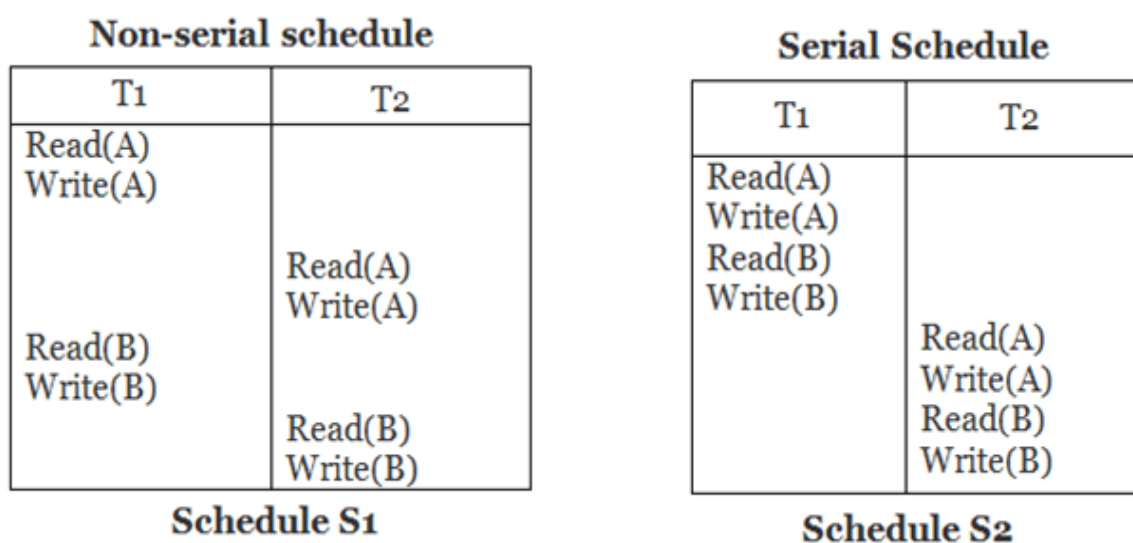 Non-serial schedule
T1 T2
Read(A)
Write(A)
Read(A)
Write(A)
Read(B)
Write(B)
Read(B)
Write(B)
Schedule S1
Serial Schedule
T1 T2
Read(A)
Write(A)
Read(B)
Write(B)
Read(A)
Write(A)
Read(B)
Write(B)
Schedule S2